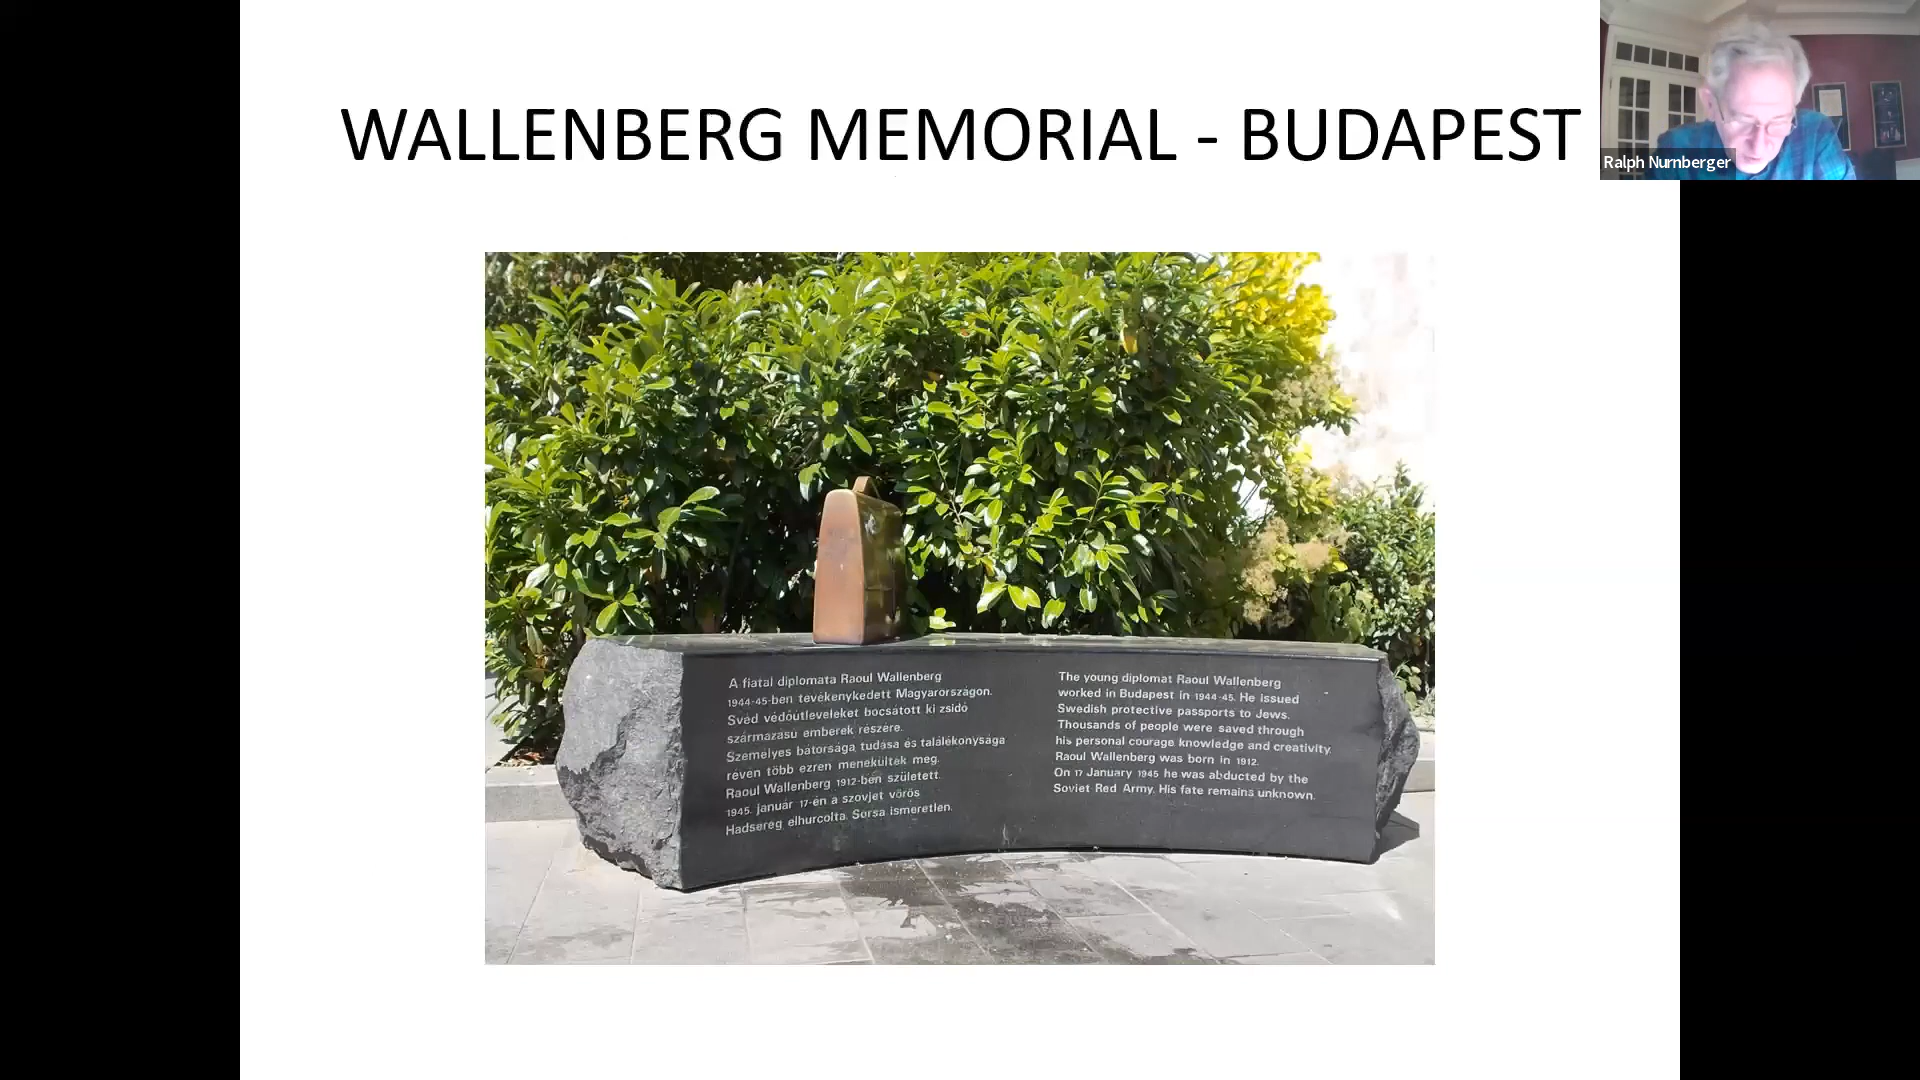 WALLENBERG MEMORIAL - BUDAPEST
Ralph Nurnberger
A fiatal diplomata Raoul Wallenberg
1944-45-ben tevékenykedett Magyarországon.
Svéd védőútleveleket bocsátott ki zsidó
származású emberek részére.
Személyes bátorsága, tudása és találékonysága
révén több ezren menekültek meg.
Raoul Wallenberg 1912-ben született.
1945. január 17-én a szovjet vörös
Hadsereg elhurcolta. Sorsa ismeretlen.
The young diplomat Raoul Wallenberg
worked in Budapest in 1944-45. He issued
Swedish protective passports to Jews.
Thousands of people were saved through
his personal courage knowledge and creativity.
Raoul Wallenberg was born in 1912.
On 17 January 1945 he was abducted by the
Soviet Red Army. His fate remains unknown.